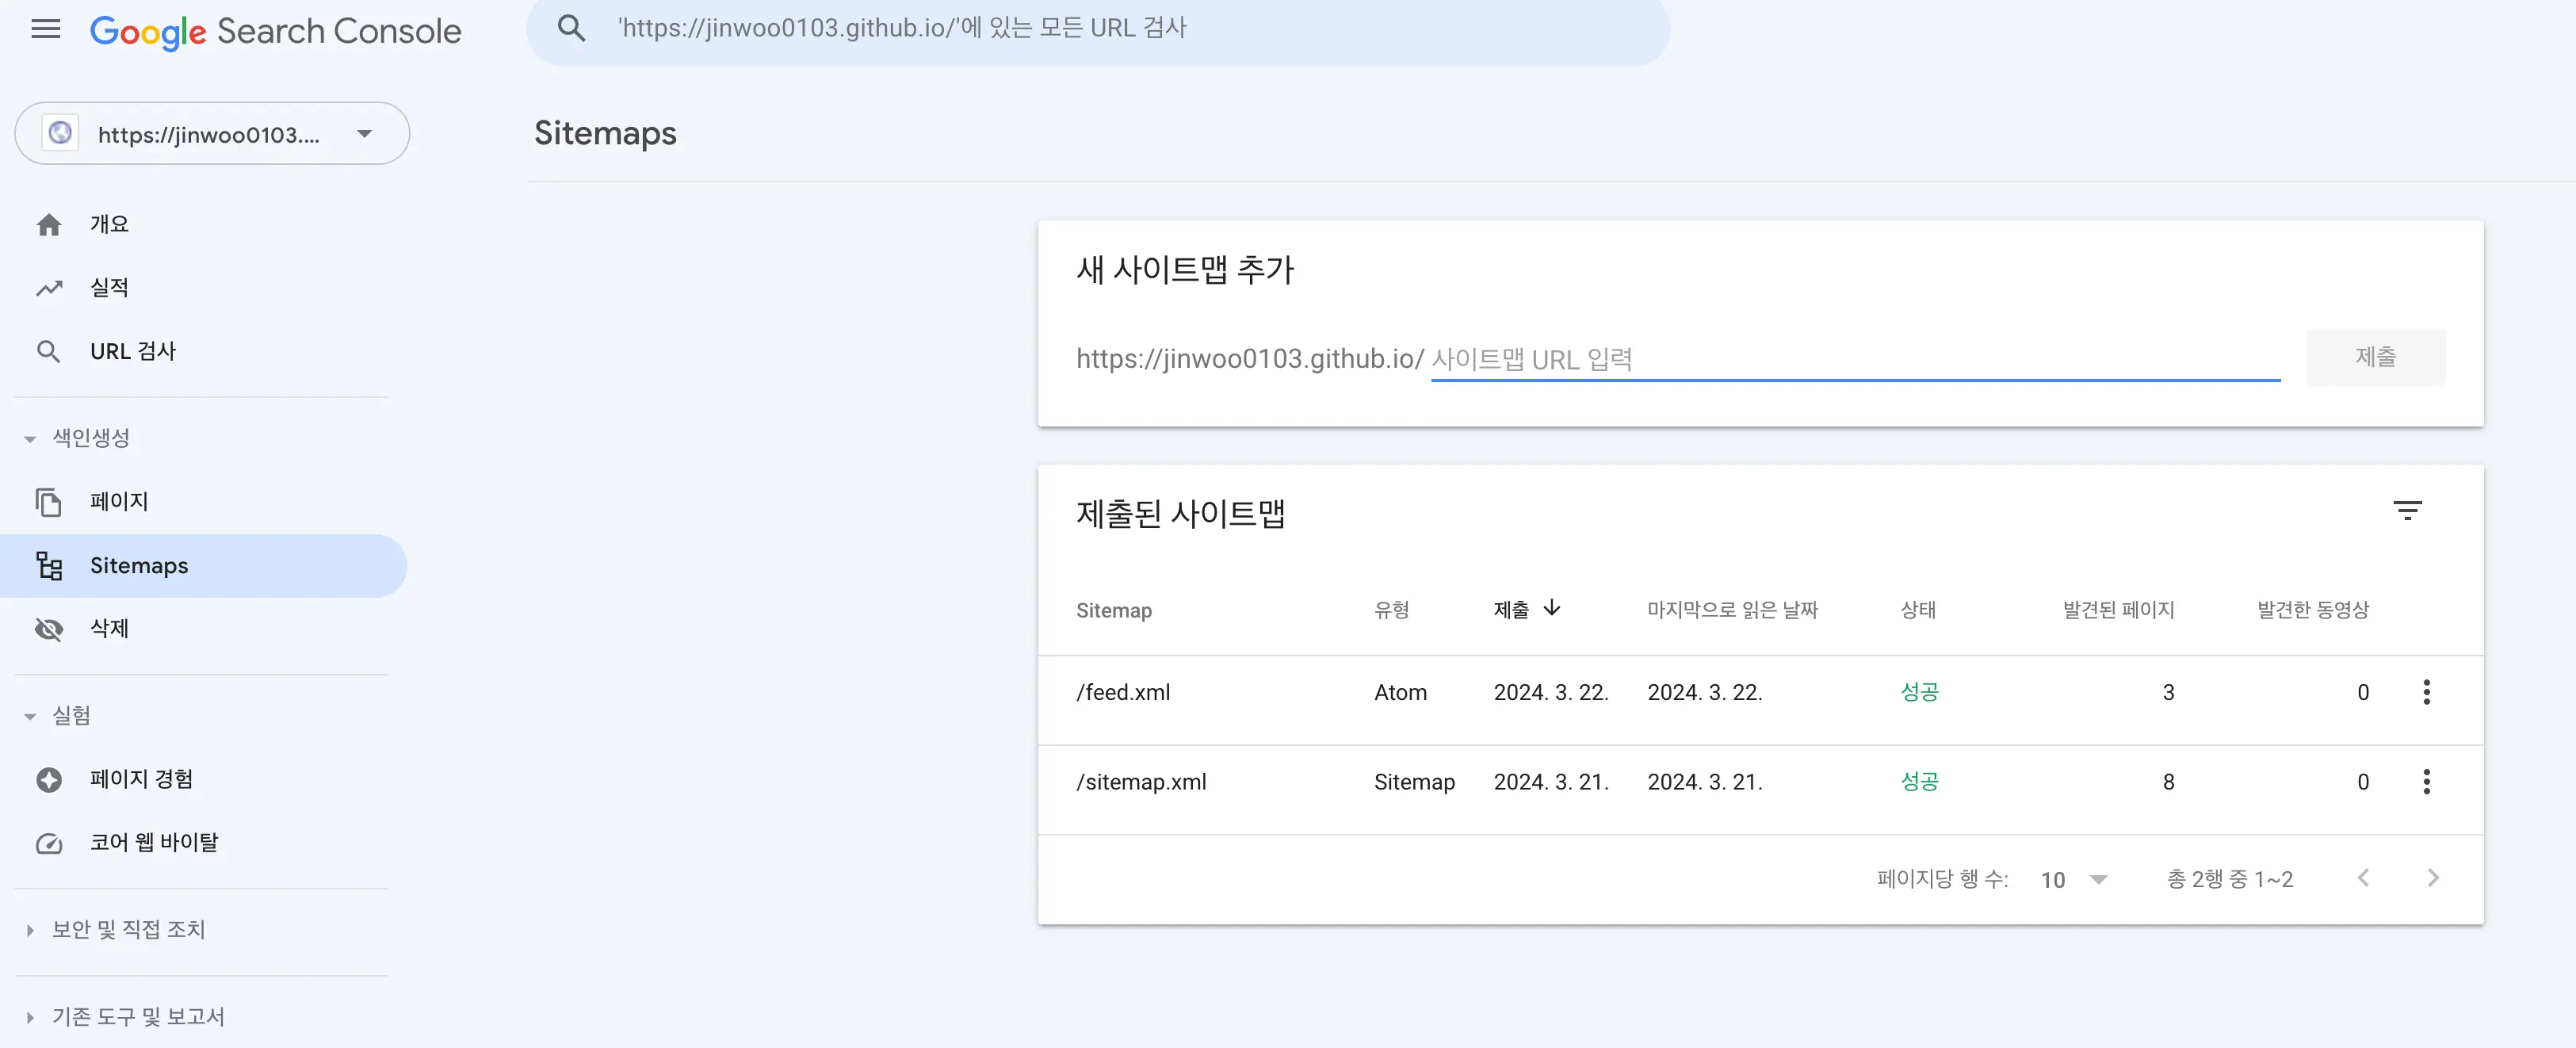 Google Search Console
'https://jinwoo0103.github.io/'에 있는 모든 URL 검사
https://jinwoo0103....
Sitemaps
개요
실적
URL 검사
색인생성
페이지
Sitemaps
삭제
실험
페이지 경험
코어 웹 바이탈
보안 및 직접 조치
기존 도구 및 보고서
새 사이트맵 추가
https://jinwoo0103.github.io/ 사이트맵 URL 입력 제출
제출된 사이트맵
Sitemap 유형 제출 마지막으로 읽은 날짜 상태 발견된 페이지 발견한 동영상
/feed.xml Atom 2024. 3. 22. 2024. 3. 22. 성공 3 0
/sitemap.xml Sitemap 2024. 3. 21. 2024. 3. 21. 성공 8 0
페이지당 행 수: 10 총 2행 중 1~2